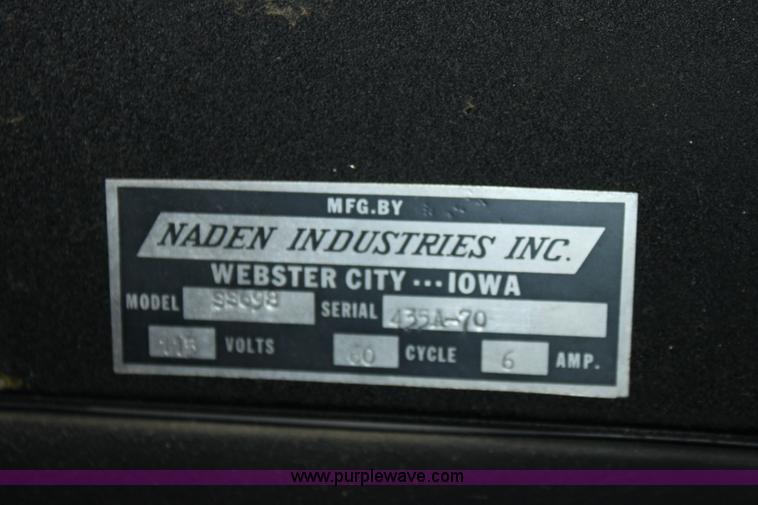 MFG.BY
NADEN INDUSTRIES INC.
WEBSTER CITY ... IOWA
MODEL SS698 SERIAL 435A-70
VOLTS 60 CYCLE 6 AMP.
www.purplewave.com